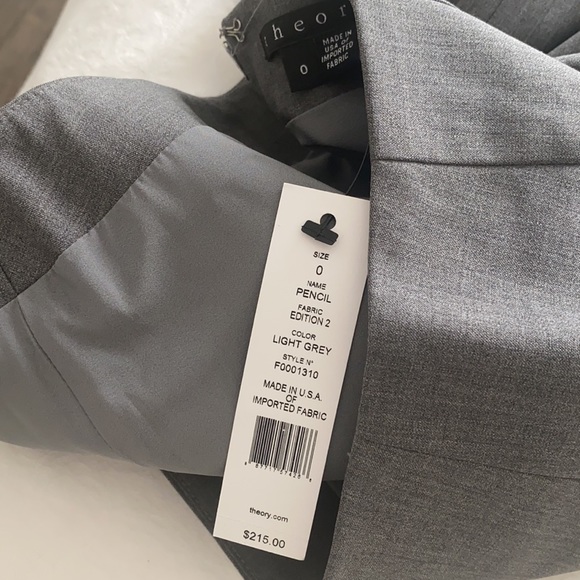 theory
0
MADE IN
USA OF
IMPORTED
FABRIC
SIZE
0
NAME
PENCIL
FABRIC
EDITION 2
COLOR
LIGHT GREY
STYLE N°
F0001310
MADE IN U.S.A.
OF
IMPORTED FABRIC
theory.com
$215.00